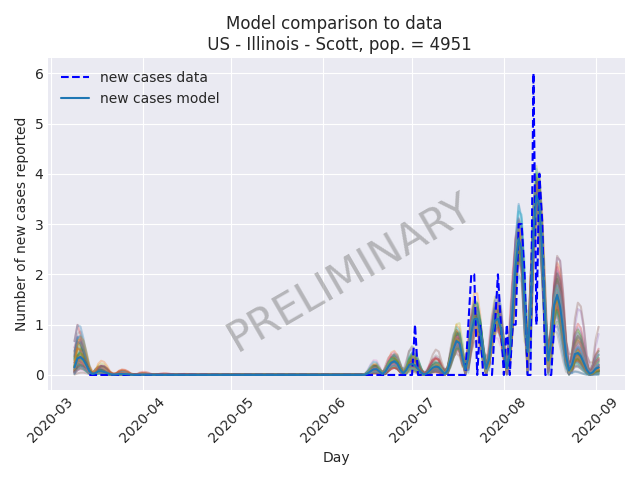 Model comparison to data
US - Illinois - Scott, pop. = 4951
new cases data
new cases model
Number of new cases reported
6
5
4
3
2
1
0
PRELIMINARY
2020-03
2020-04
2020-05
2020-06
2020-07
2020-08
2020-09
Day